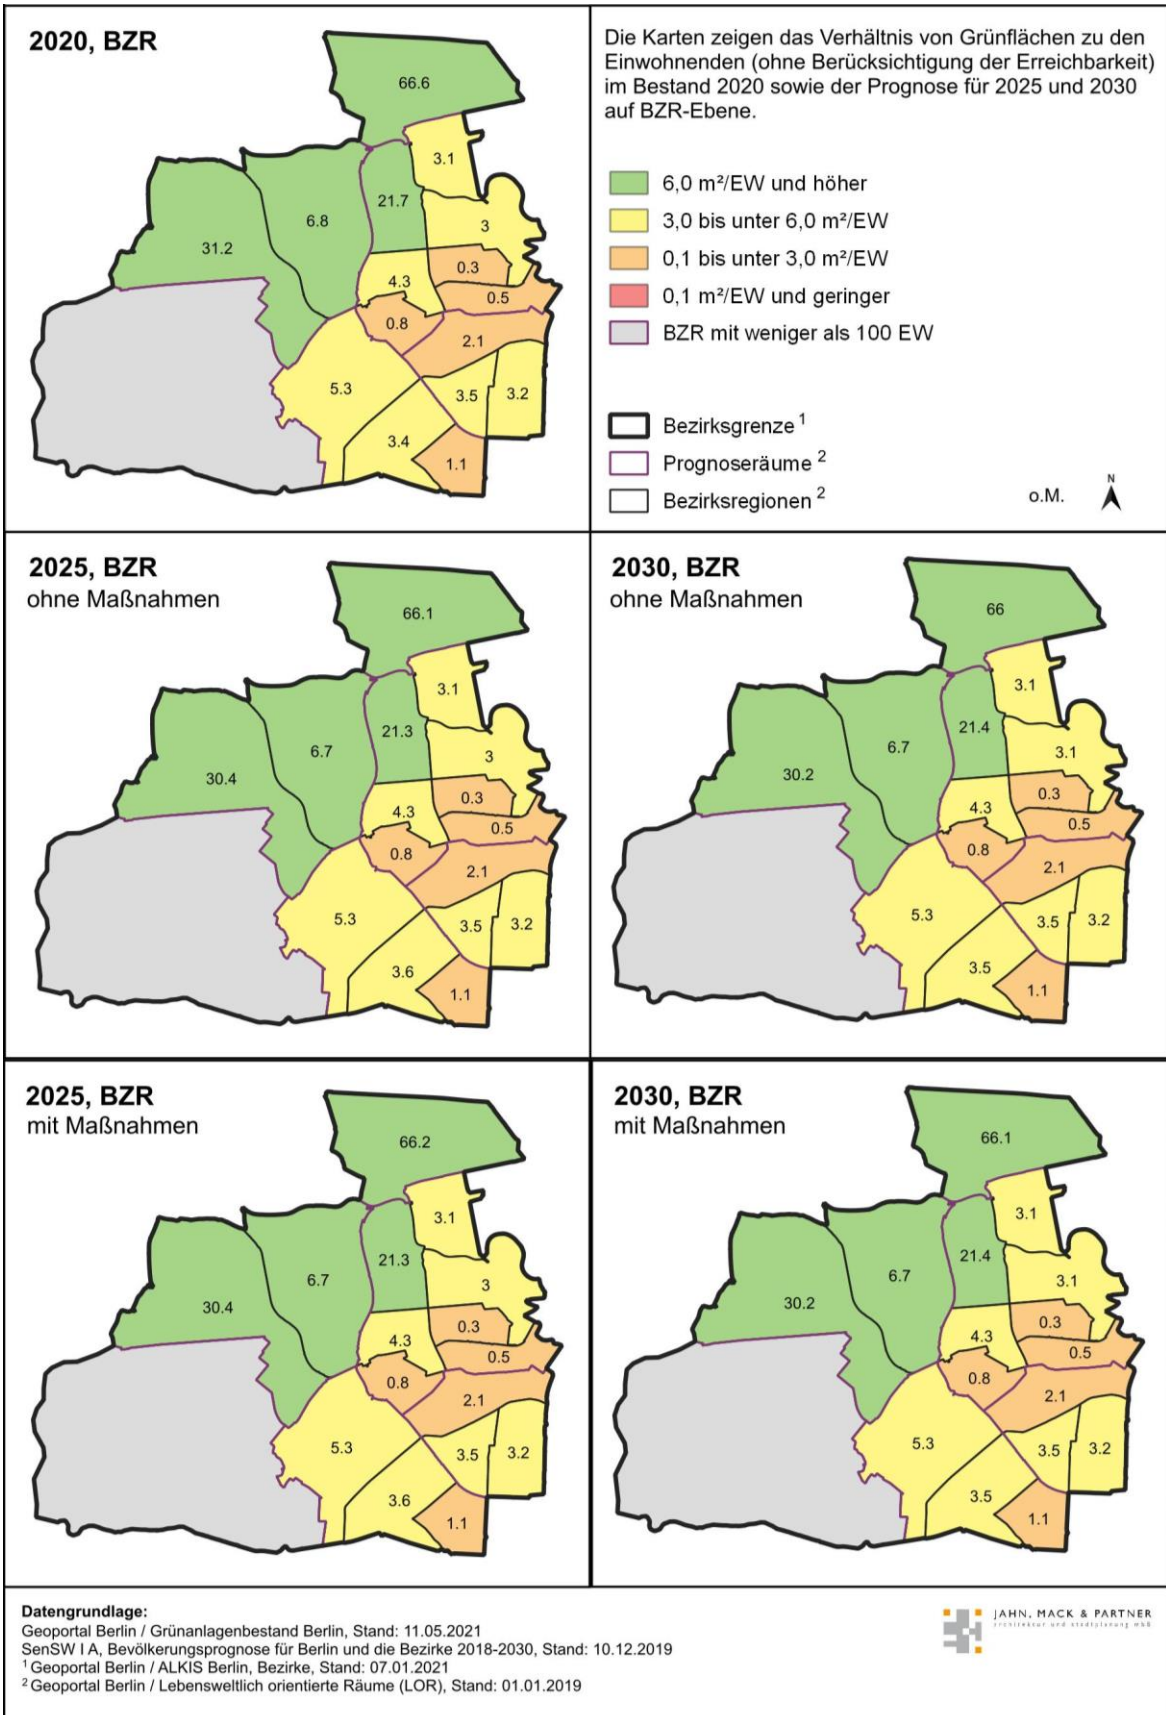 2020, BZR
66.6
3.1
21.7
6.8
3
31.2
0.3
4.3
0.5
0.8
2.1
5.3
3.5
3.2
3.4
1.1
Die Karten zeigen das Verhältnis von Grünflächen zu den
Einwohnenden (ohne Berücksichtigung der Erreichbarkeit)
im Bestand 2020 sowie der Prognose für 2025 und 2030
auf BZR-Ebene.
6,0 m²/EW und höher
3,0 bis unter 6,0 m²/EW
0,1 bis unter 3,0 m²/EW
0,1 m²/EW und geringer
BZR mit weniger als 100 EW
Bezirksgrenze 1
Prognoseräume 2
Bezirksregionen 2
o.M.
N
2025, BZR
ohne Maßnahmen
66.1
3.1
21.3
6.7
3
30.4
0.3
4.3
0.5
0.8
2.1
5.3
3.5
3.2
3.6
1.1
2030, BZR
ohne Maßnahmen
66
3.1
21.4
6.7
3.1
30.2
0.3
4.3
0.5
0.8
2.1
5.3
3.5
3.2
3.5
1.1
2025, BZR
mit Maßnahmen
66.2
3.1
21.3
6.7
3
30.4
0.3
4.3
0.5
0.8
2.1
5.3
3.5
3.2
3.6
1.1
2030, BZR
mit Maßnahmen
66.1
3.1
21.4
6.7
3.1
30.2
0.3
4.3
0.5
0.8
2.1
5.3
3.5
3.2
3.5
1.1
Datengrundlage:
Geoportal Berlin / Grünanlagenbestand Berlin, Stand: 11.05.2021
SenSW I A, Bevölkerungsprognose für Berlin und die Bezirke 2018-2030, Stand: 10.12.2019
1 Geoportal Berlin / ALKIS Berlin, Bezirke, Stand: 07.01.2021
2 Geoportal Berlin / Lebensweltlich orientierte Räume (LOR), Stand: 01.01.2019
JAHN, MACK & PARTNER
architektur und stadtplanung mbB